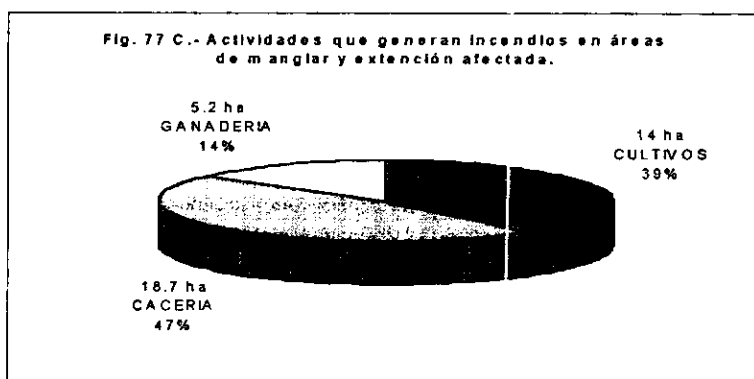 Fig. 77 C.- Actividades que generan incendios en áreas
de manglar y extención afectada.
5.2 ha
GANADERIA
14%
14 ha
CULTIVOS
39%
18.7 ha
CACERIA
47%